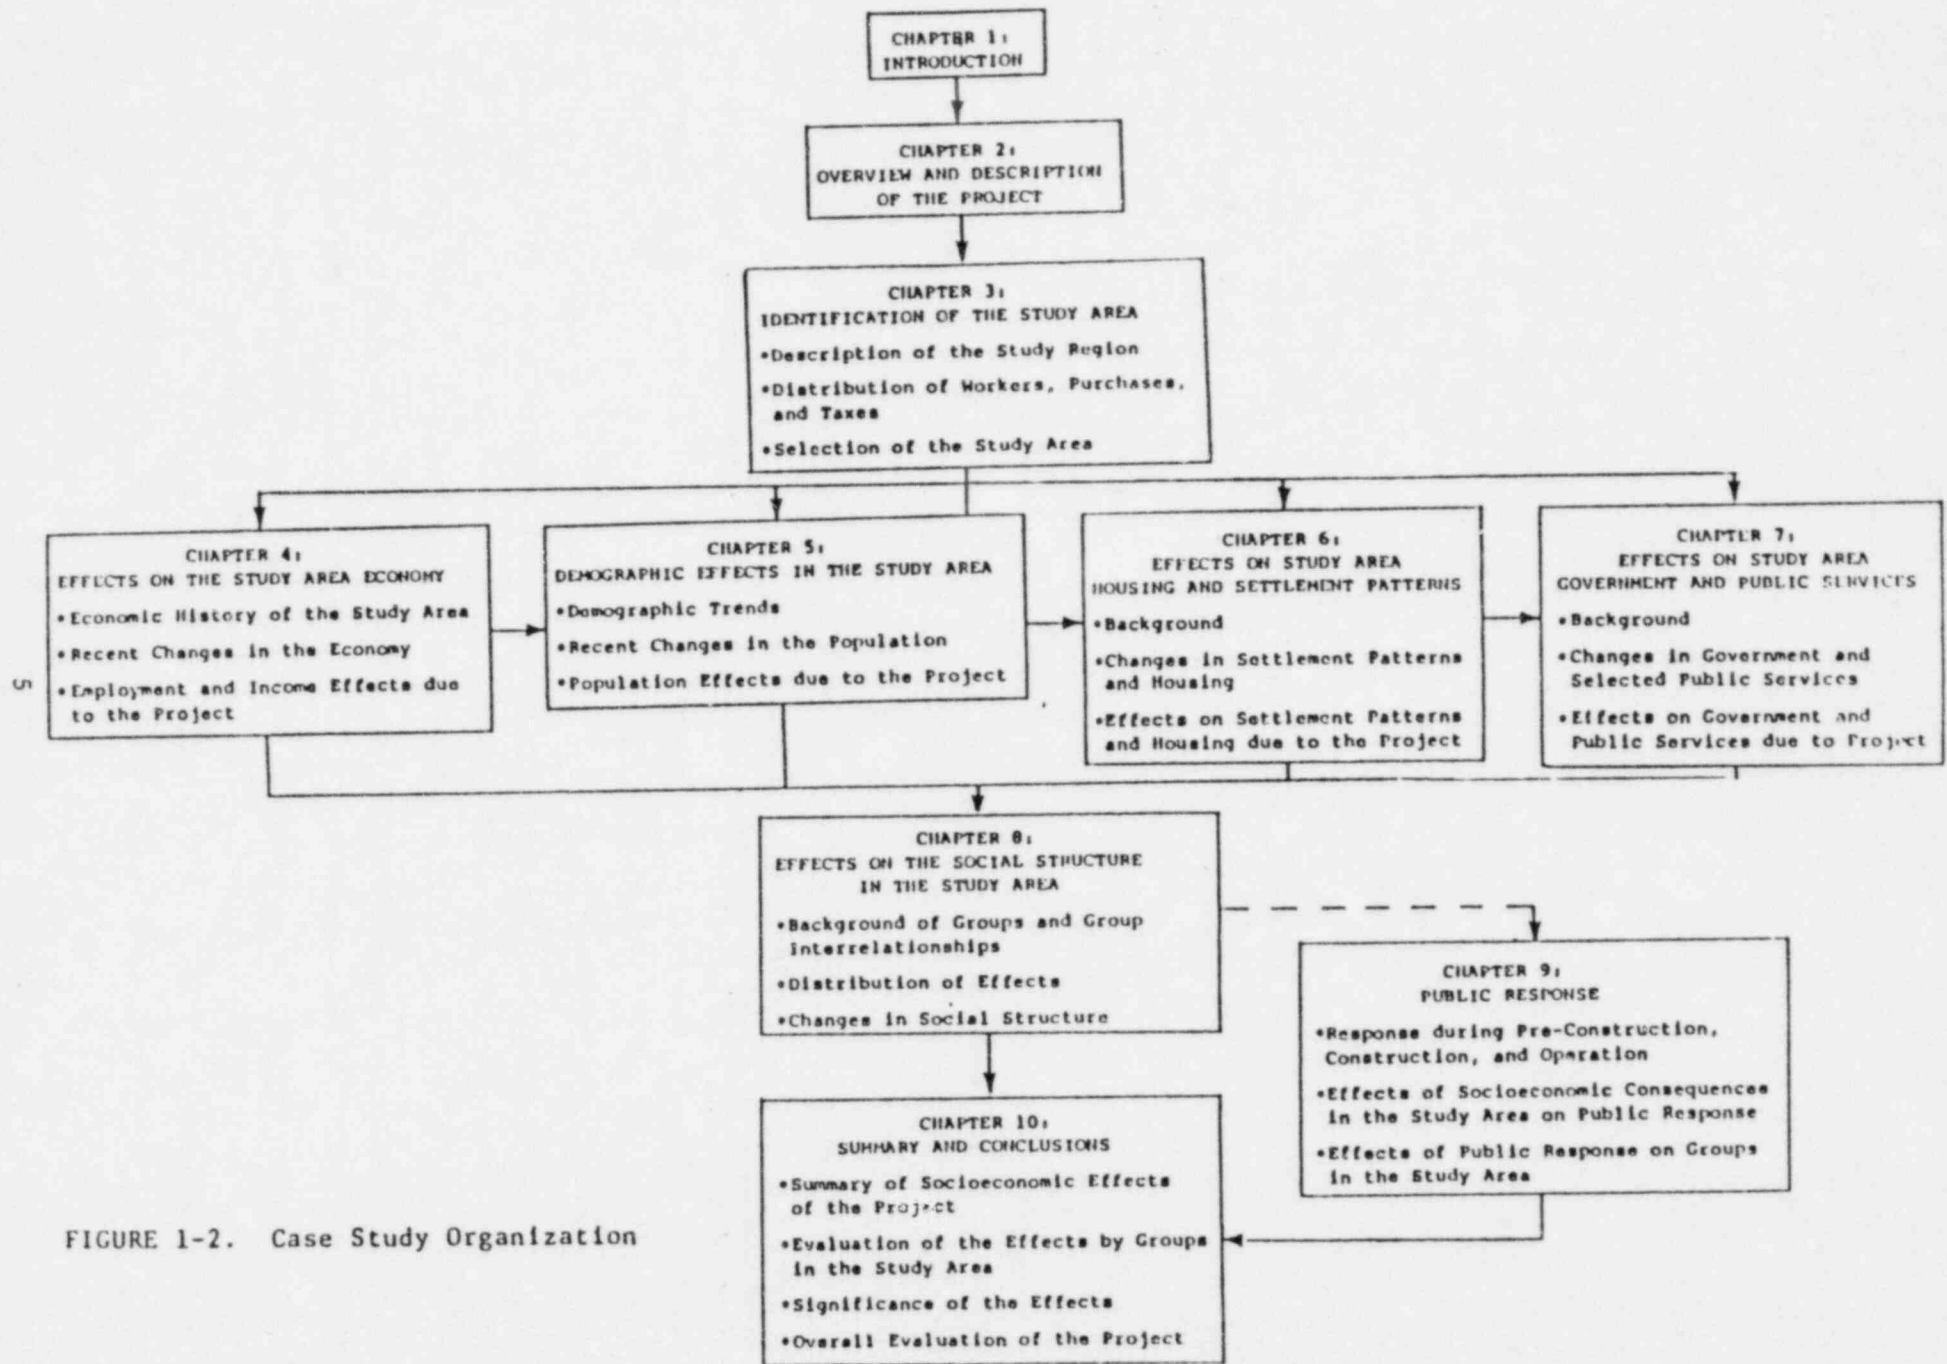 CHAPTER 1:
INTRODUCTION
CHAPTER 2:
OVERVIEW AND DESCRIPTION
OF THE PROJECT
CHAPTER 3:
IDENTIFICATION OF THE STUDY AREA
•Description of the Study Region
•Distribution of Workers, Purchases,
and Taxes
•Selection of the Study Area
CHAPTER 4:
EFFECTS ON THE STUDY AREA ECONOMY
•Economic History of the Study Area
•Recent Changes in the Economy
•Employment and Income Effects due
to the Project
CHAPTER 5:
DEMOGRAPHIC EFFECTS IN THE STUDY AREA
•Demographic Trends
•Recent Changes in the Population
•Population Effects due to the Project
CHAPTER 6:
EFFECTS ON STUDY AREA
HOUSING AND SETTLEMENT PATTERNS
•Background
•Changes in Settlement Patterns
and Housing
•Effects on Settlement Patterns
and Housing due to the Project
CHAPTER 7:
EFFECTS ON STUDY AREA
GOVERNMENT AND PUBLIC SERVICES
•Background
•Changes in Government and
Selected Public Services
•Effects on Government and
Public Services due to Project
5
CHAPTER 8:
EFFECTS ON THE SOCIAL STRUCTURE
IN THE STUDY AREA
•Background of Groups and Group
Interrelationships
•Distribution of Effects
•Changes in Social Structure
CHAPTER 9:
PUBLIC RESPONSE
•Response during Pre-Construction,
Construction, and Operation
•Effects of Socioeconomic Consequences
in the Study Area on Public Response
•Effects of Public Response on Groups
in the Study Area
CHAPTER 10:
SUMMARY AND CONCLUSIONS
•Summary of Socioeconomic Effects
of the Project
•Evaluation of the Effects by Groups
in the Study Area
•Significance of the Effects
•Overall Evaluation of the Project
FIGURE 1-2. Case Study Organization